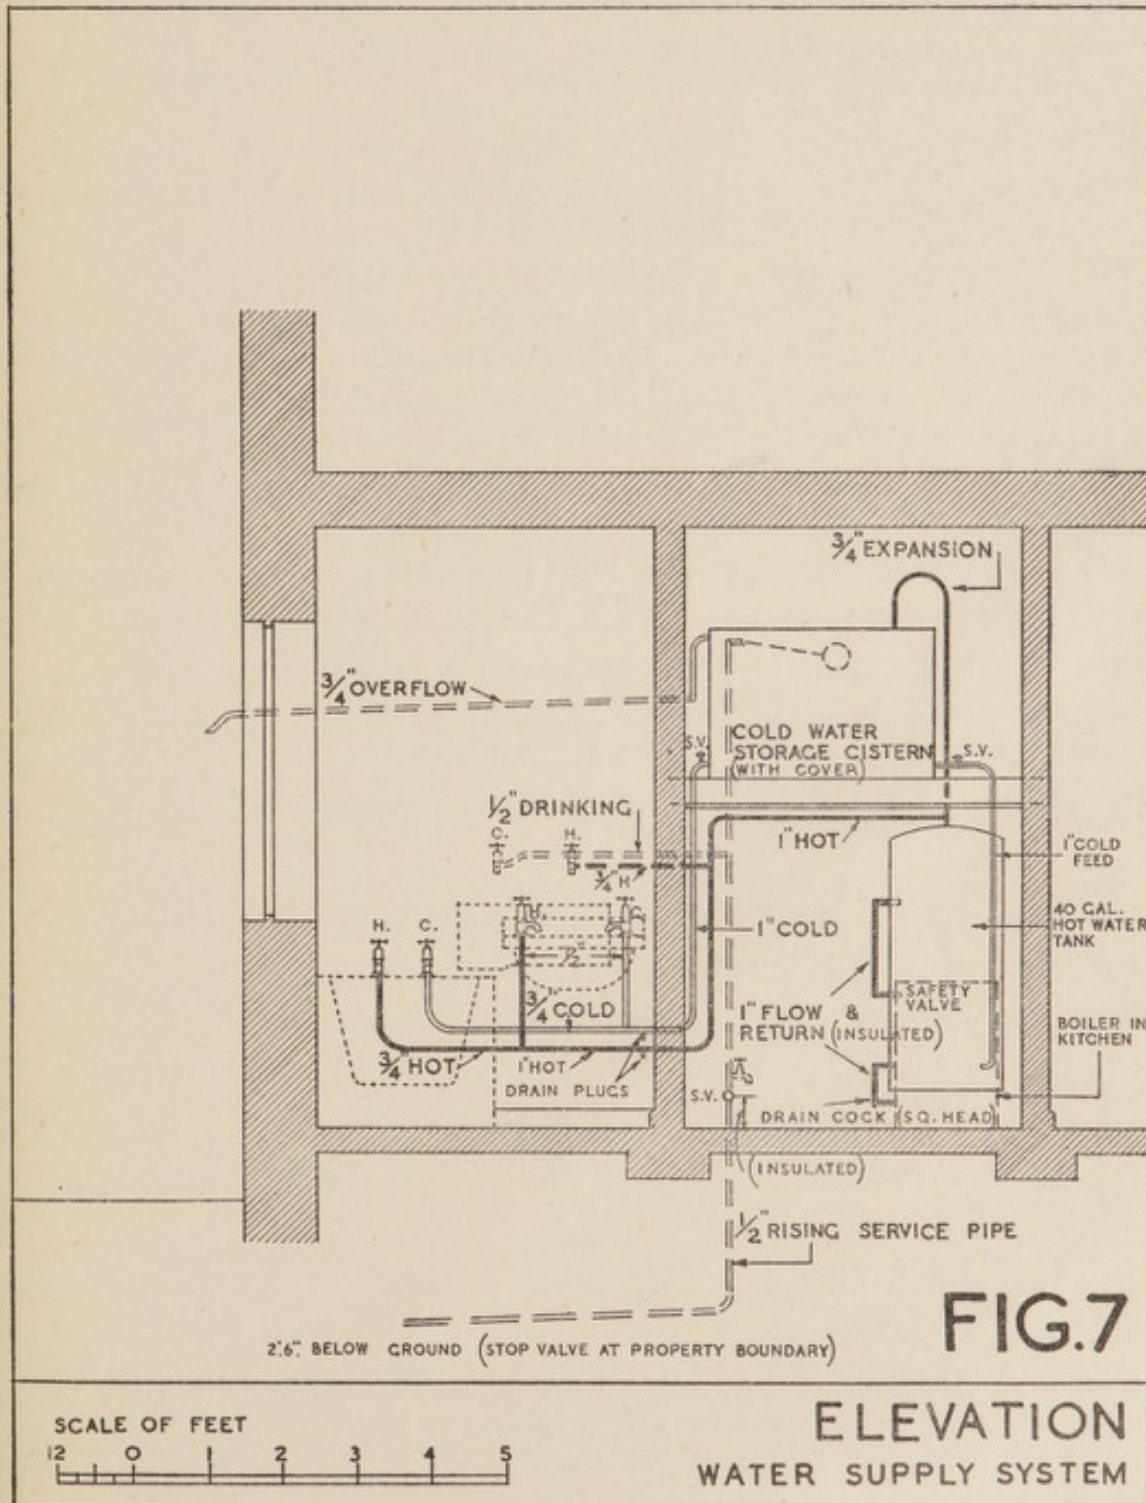 3/4" EXPANSION
3/4" OVERFLOW
S.V.
COLD WATER
STORAGE CISTERN
(WITH COVER)
S.V.
1/2" DRINKING
C. H.
3/4" H
1" HOT
1" COLD
FEED
H. C.
H. C.
1/2"
1" COLD
40 GAL.
HOT WATER
TANK
3/4" COLD
SAFETY
VALVE
1" FLOW &
RETURN (INSULATED)
BOILER IN
KITCHEN
3/4" HOT
1" HOT
DRAIN PLUGS
S.V.
DRAIN COCK (SQ. HEAD)
(INSULATED)
1/2" RISING SERVICE PIPE
2'.6". BELOW GROUND (STOP VALVE AT PROPERTY BOUNDARY)
FIG.7
SCALE OF FEET
12 0 1 2 3 4 5
ELEVATION
WATER SUPPLY SYSTEM